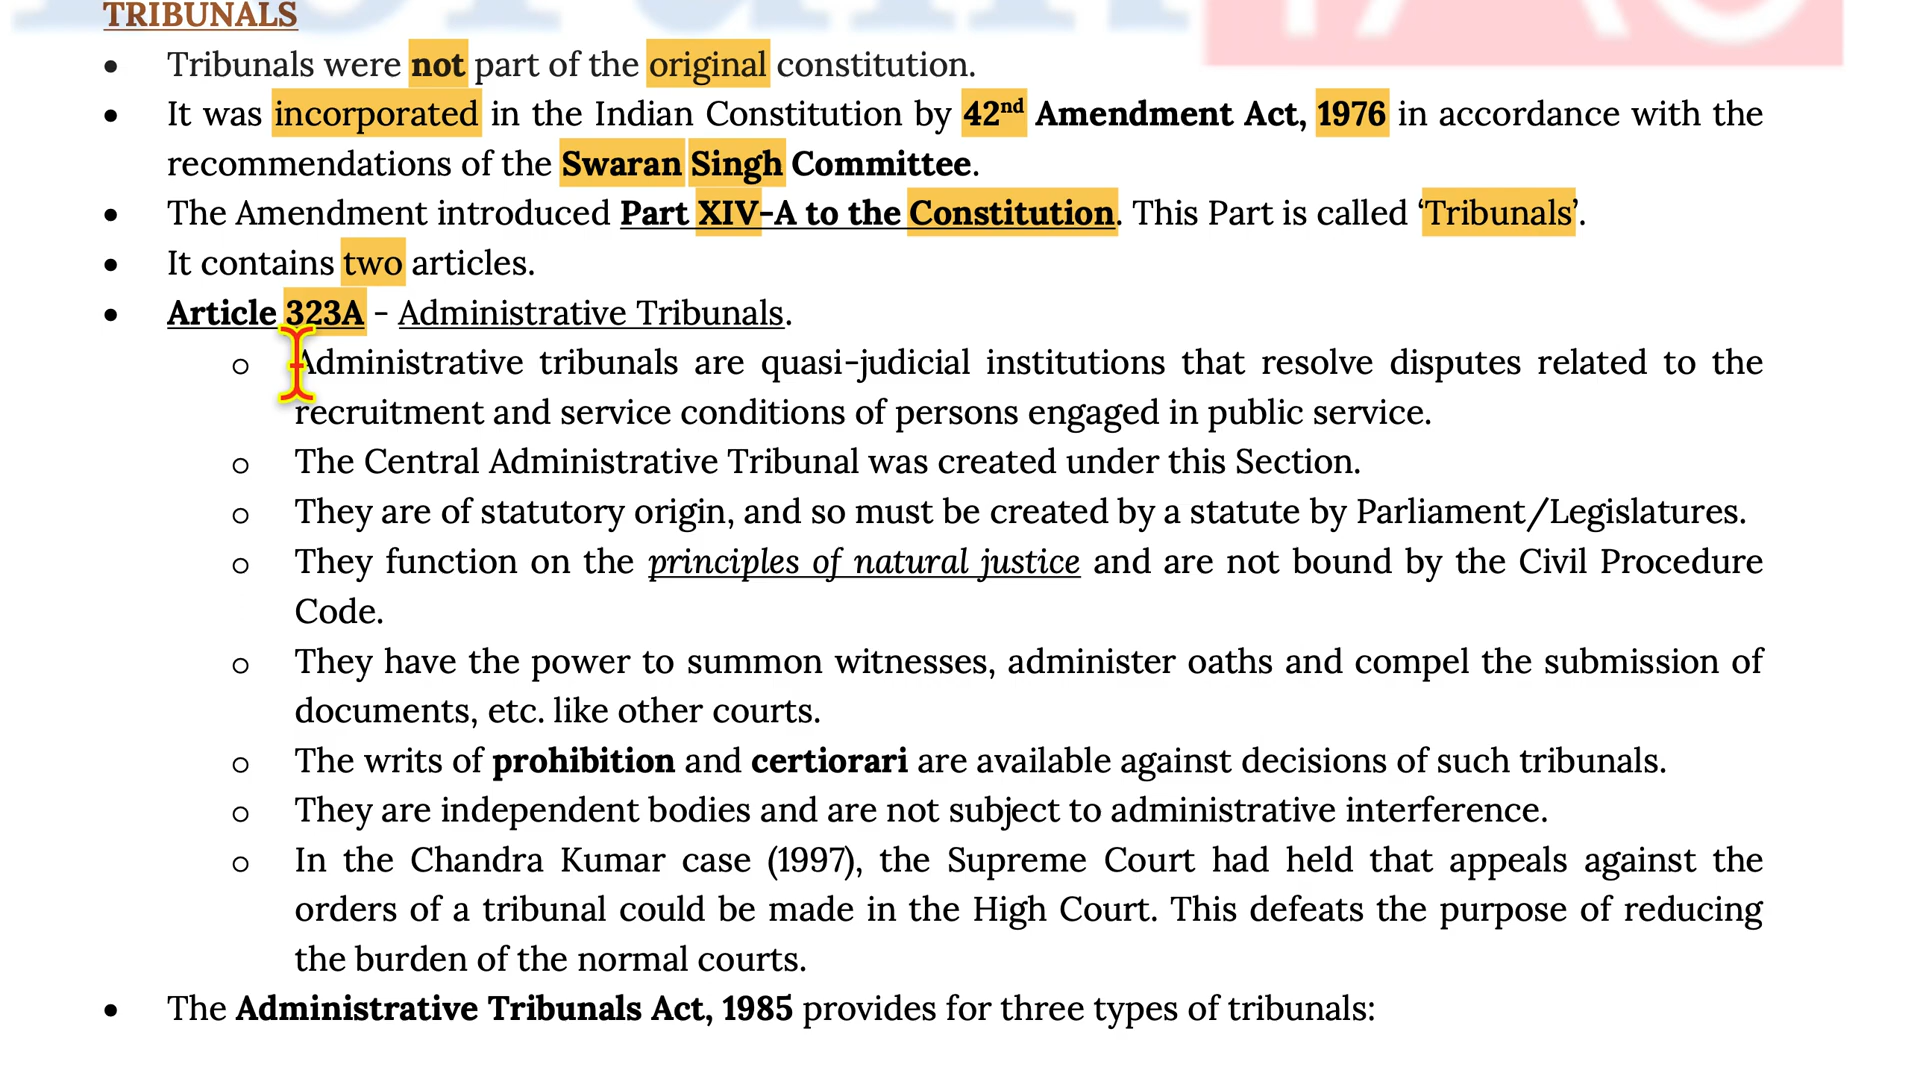 TRIBUNALS
• Tribunals were not part of the original constitution.
• It was incorporated in the Indian Constitution by 42nd Amendment Act, 1976 in accordance with the
recommendations of the Swaran Singh Committee.
• The Amendment introduced Part XIV-A to the Constitution. This Part is called ‘Tribunals’.
• It contains two articles.
• Article 323A - Administrative Tribunals.
o Administrative tribunals are quasi-judicial institutions that resolve disputes related to the
recruitment and service conditions of persons engaged in public service.
o The Central Administrative Tribunal was created under this Section.
o They are of statutory origin, and so must be created by a statute by Parliament/Legislatures.
o They function on the principles of natural justice and are not bound by the Civil Procedure
Code.
o They have the power to summon witnesses, administer oaths and compel the submission of
documents, etc. like other courts.
o The writs of prohibition and certiorari are available against decisions of such tribunals.
o They are independent bodies and are not subject to administrative interference.
o In the Chandra Kumar case (1997), the Supreme Court had held that appeals against the
orders of a tribunal could be made in the High Court. This defeats the purpose of reducing
the burden of the normal courts.
• The Administrative Tribunals Act, 1985 provides for three types of tribunals: